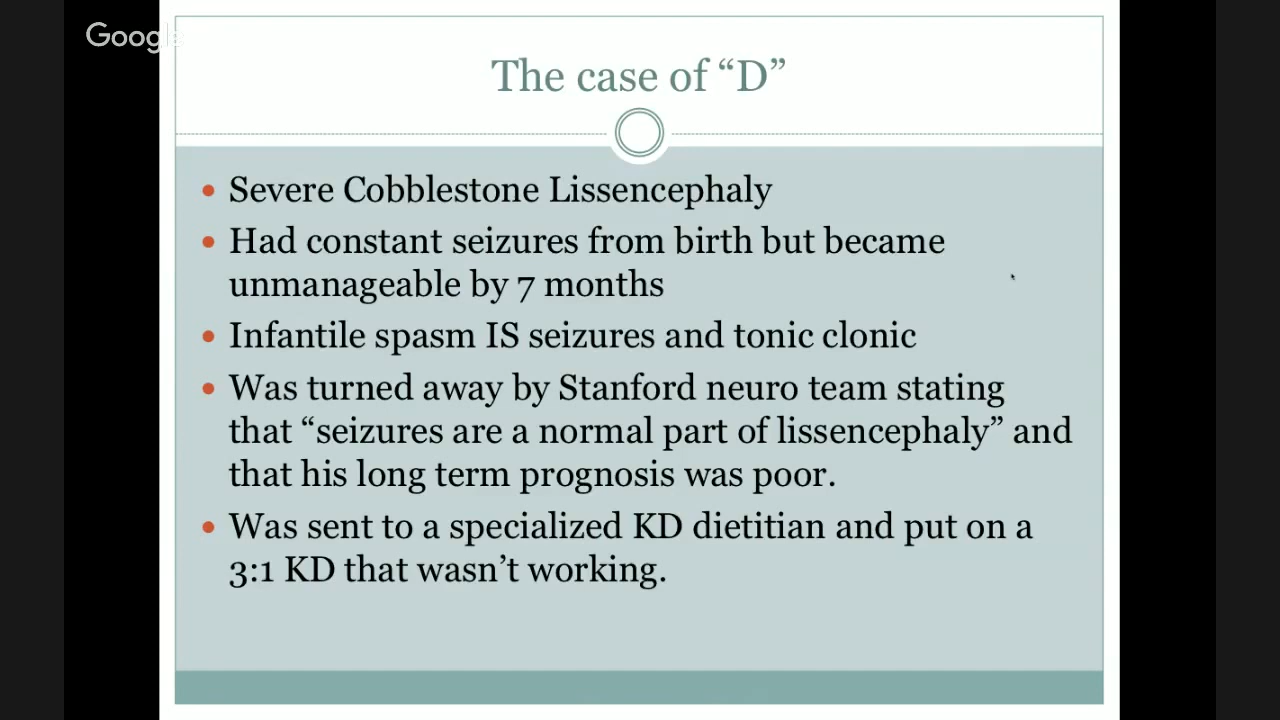 Google
The case of “D”
• Severe Cobblestone Lissencephaly
• Had constant seizures from birth but became
unmanageable by 7 months
• Infantile spasm IS seizures and tonic clonic
• Was turned away by Stanford neuro team stating
that “seizures are a normal part of lissencephaly” and
that his long term prognosis was poor.
• Was sent to a specialized KD dietitian and put on a
3:1 KD that wasn’t working.